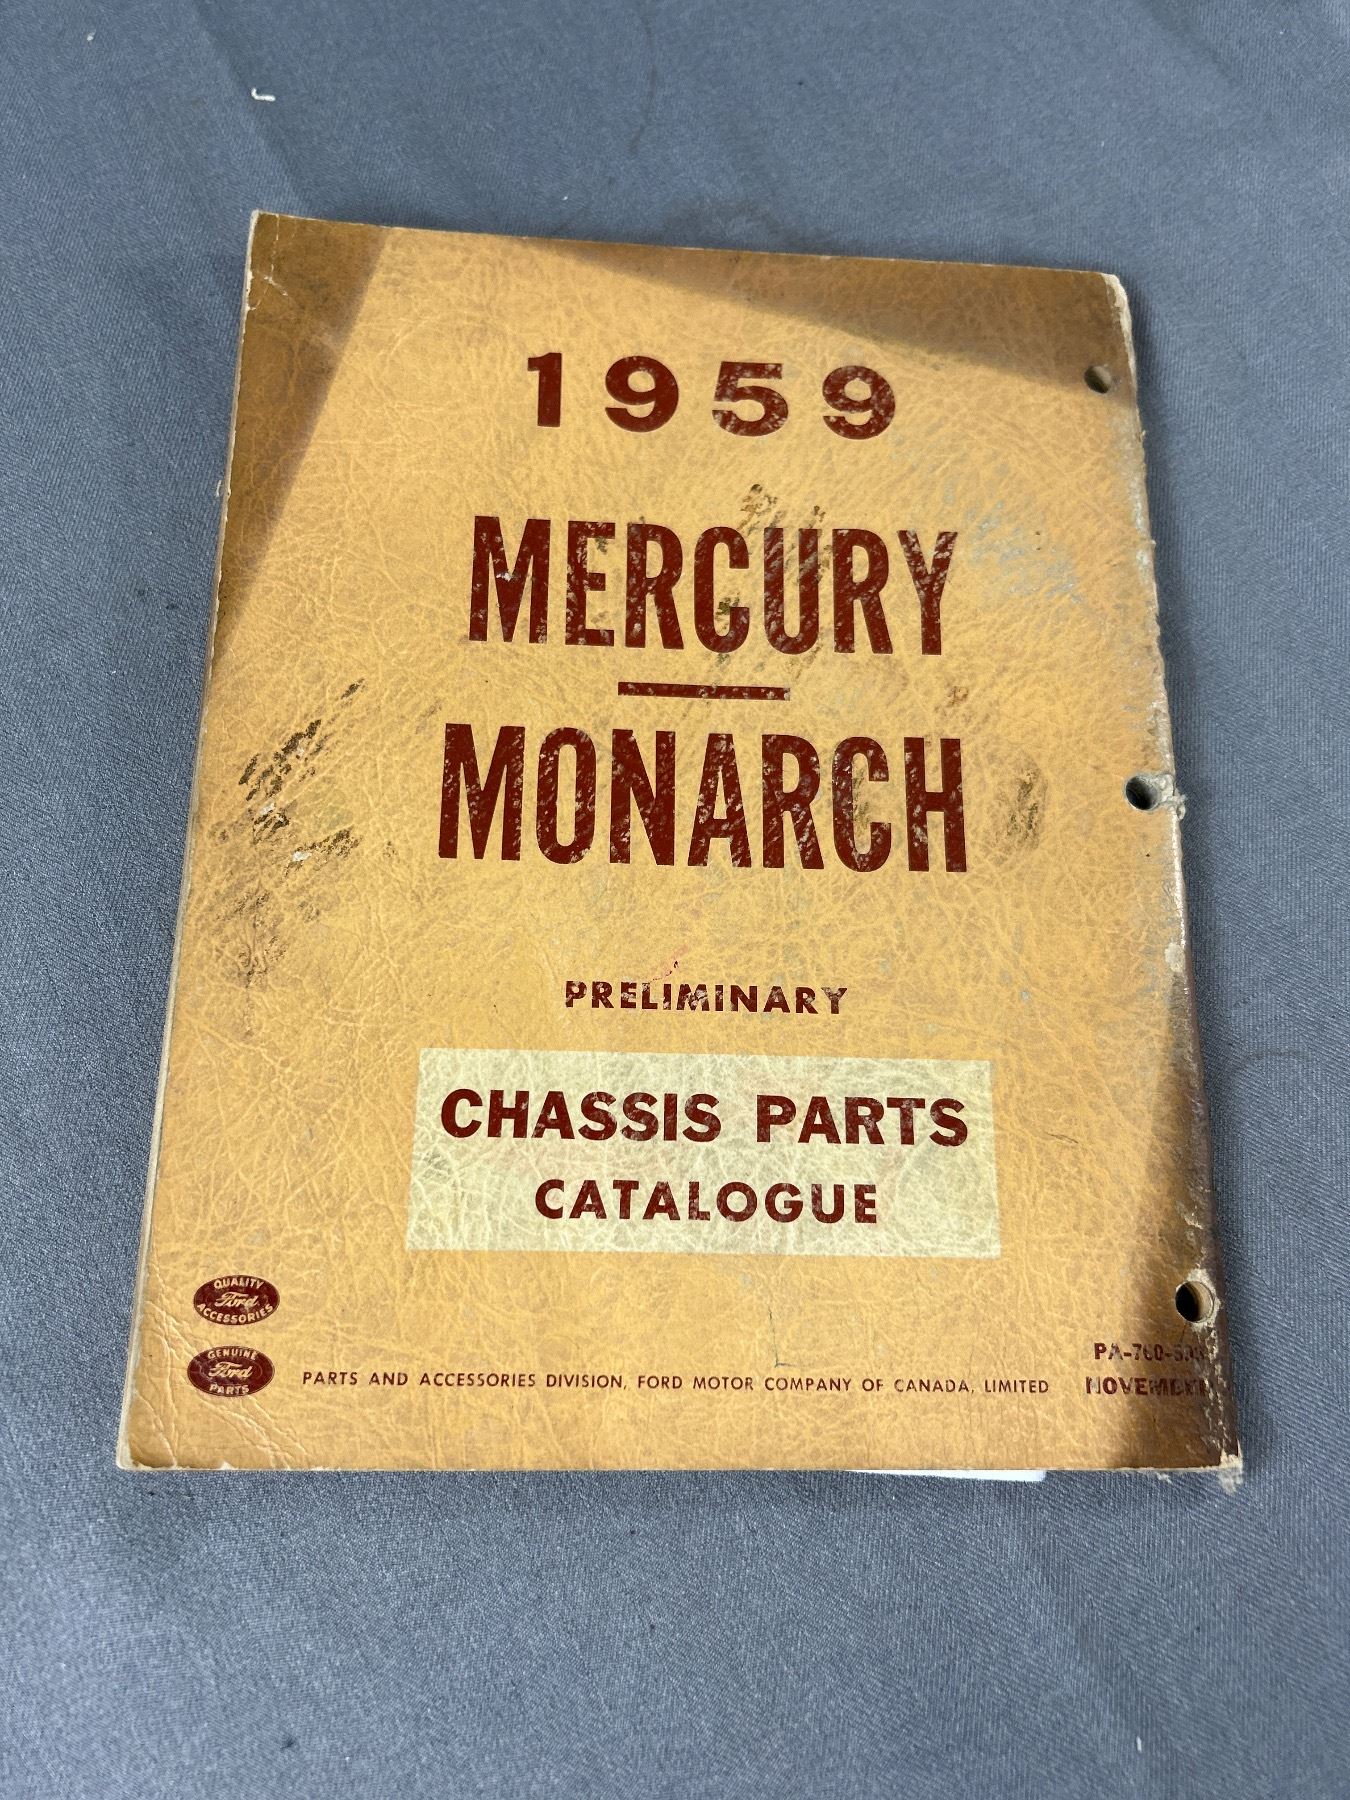 1959
MERCURY
MONARCH
PRELIMINARY
CHASSIS PARTS
CATALOGUE
QUALITY
Ford
ACCESSORIES
GENUINE
Ford
PARTS
PARTS AND ACCESSORIES DIVISION, FORD MOTOR COMPANY OF CANADA, LIMITED
NOVEMBER